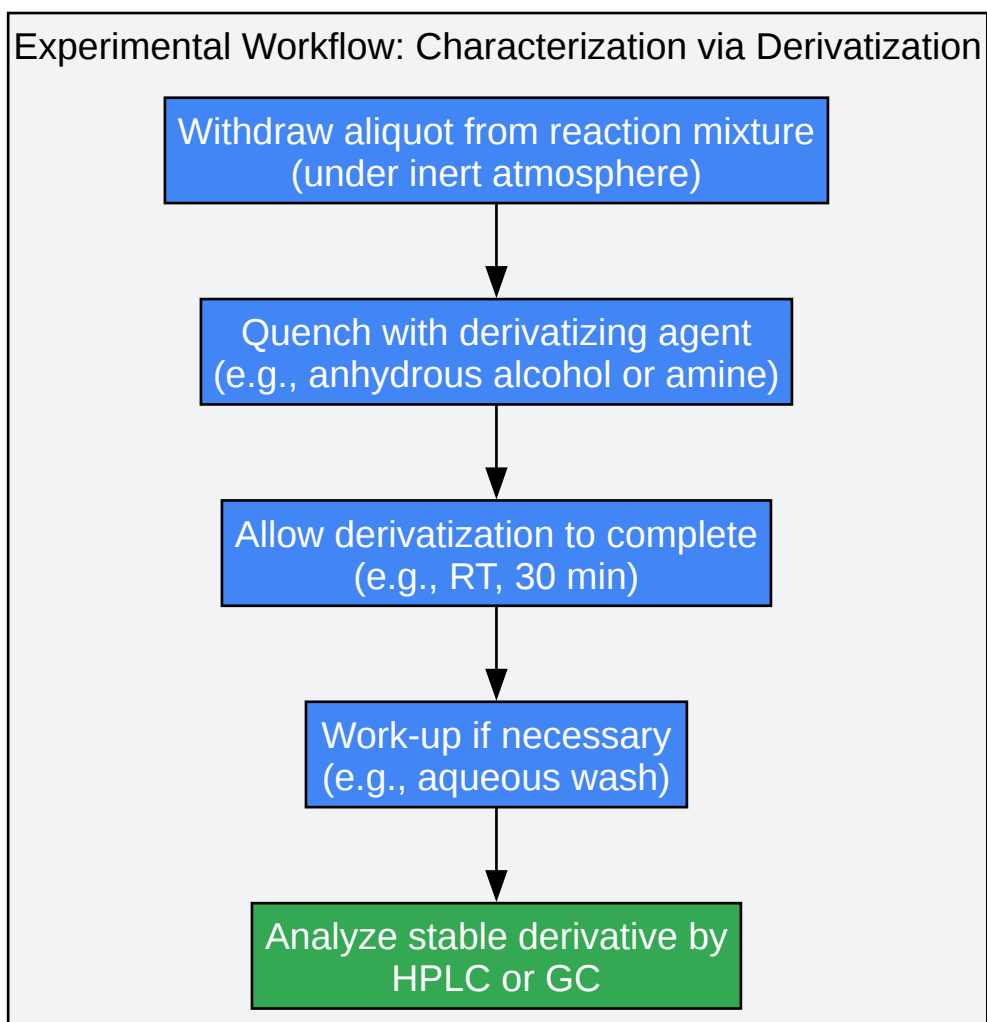 Experimental Workflow: Characterization via Derivatization
Withdraw aliquot from reaction mixture
(under inert atmosphere)
Quench with derivatizing agent
(e.g., anhydrous alcohol or amine)
Allow derivatization to complete
(e.g., RT, 30 min)
Work-up if necessary
(e.g., aqueous wash)
Analyze stable derivative by
HPLC or GC